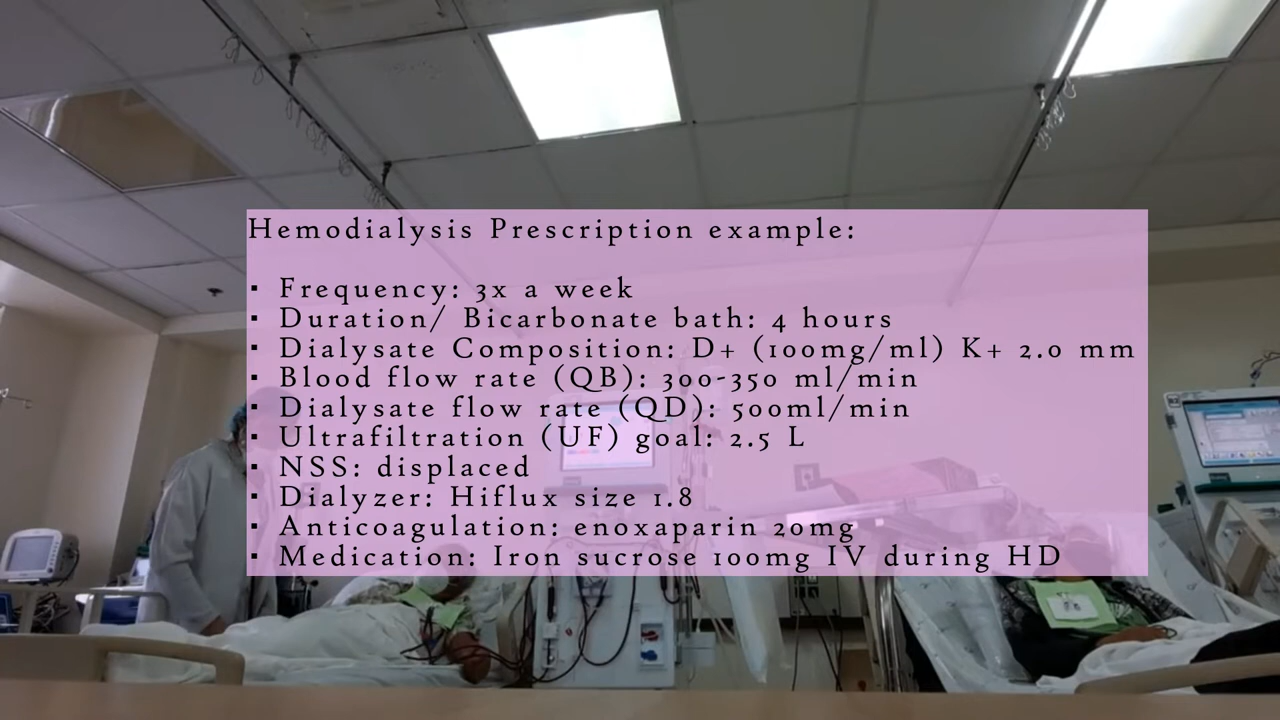 Hemodialysis Prescription example:
▪ Frequency: 3x a week
▪ Duration/ Bicarbonate bath: 4 hours
▪ Dialysate Composition: D+ (100mg/ml) K+ 2.0 mm
▪ Blood flow rate (QB): 300-350 ml/min
▪ Dialysate flow rate (QD): 500ml/min
▪ Ultrafiltration (UF) goal: 2.5 L
▪ NSS: displaced
▪ Dialyzer: Hiflux size 1.8
▪ Anticoagulation: enoxaparin 20mg
▪ Medication: Iron sucrose 100mg IV during HD